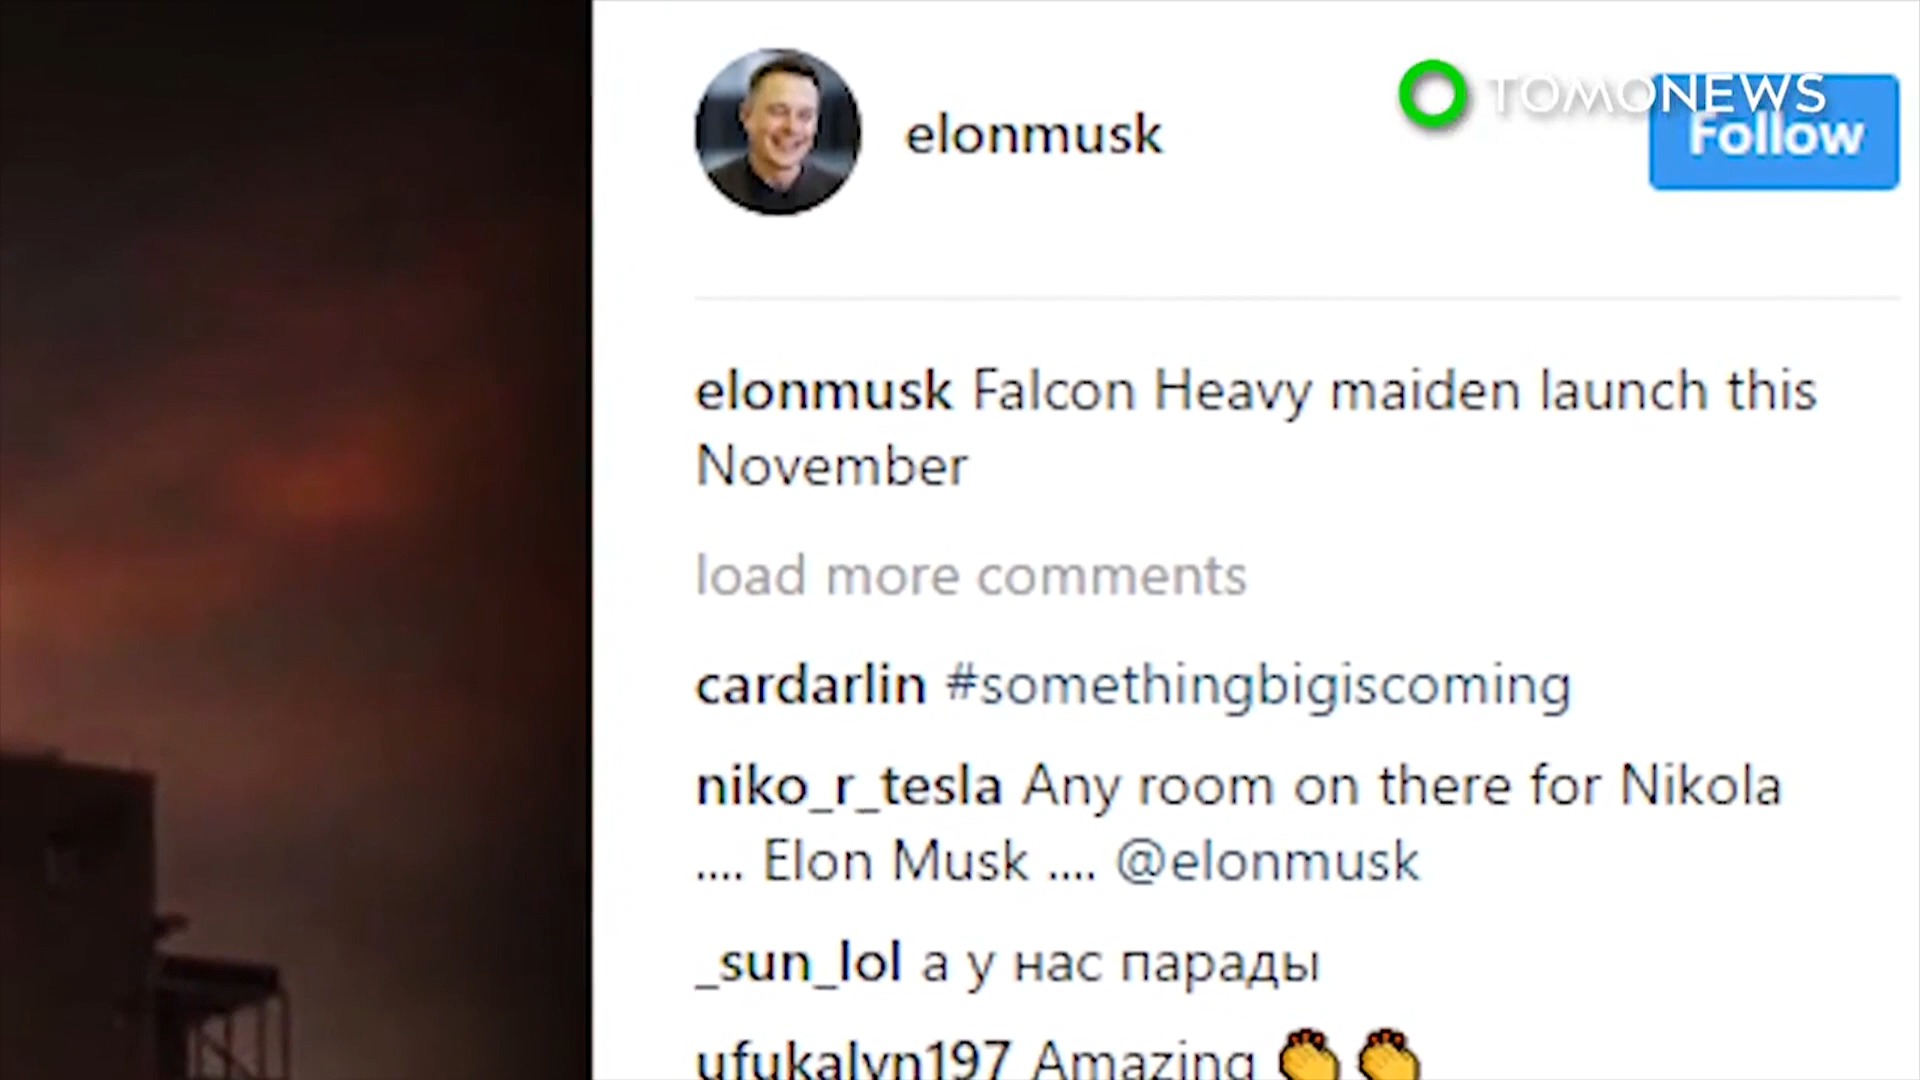 elonmusk
TOMONEWS
Follow
elonmusk Falcon Heavy maiden launch this
November
load more comments
cardarlin #somethingbigiscoming
niko_r_tesla Any room on there for Nikola
.... Elon Musk .... @elonmusk
_sun_lol а у нас парады
ufukalyn197 Amazing 👏👏